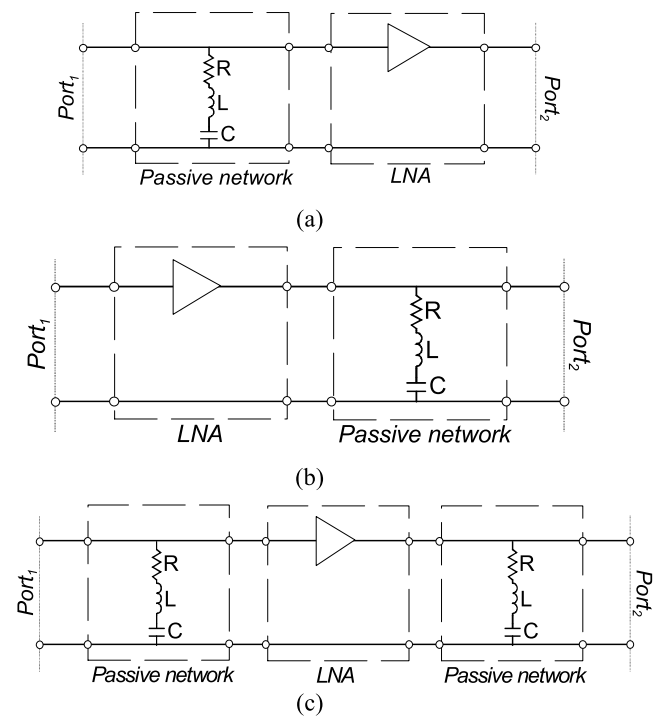 Port1
R
L
C
Port2
Passive network
LNA
(a)
Port1
R
L
C
Port2
LNA
Passive network
(b)
Port1
R
L
C
R
L
C
Port2
Passive network
LNA
Passive network
(c)